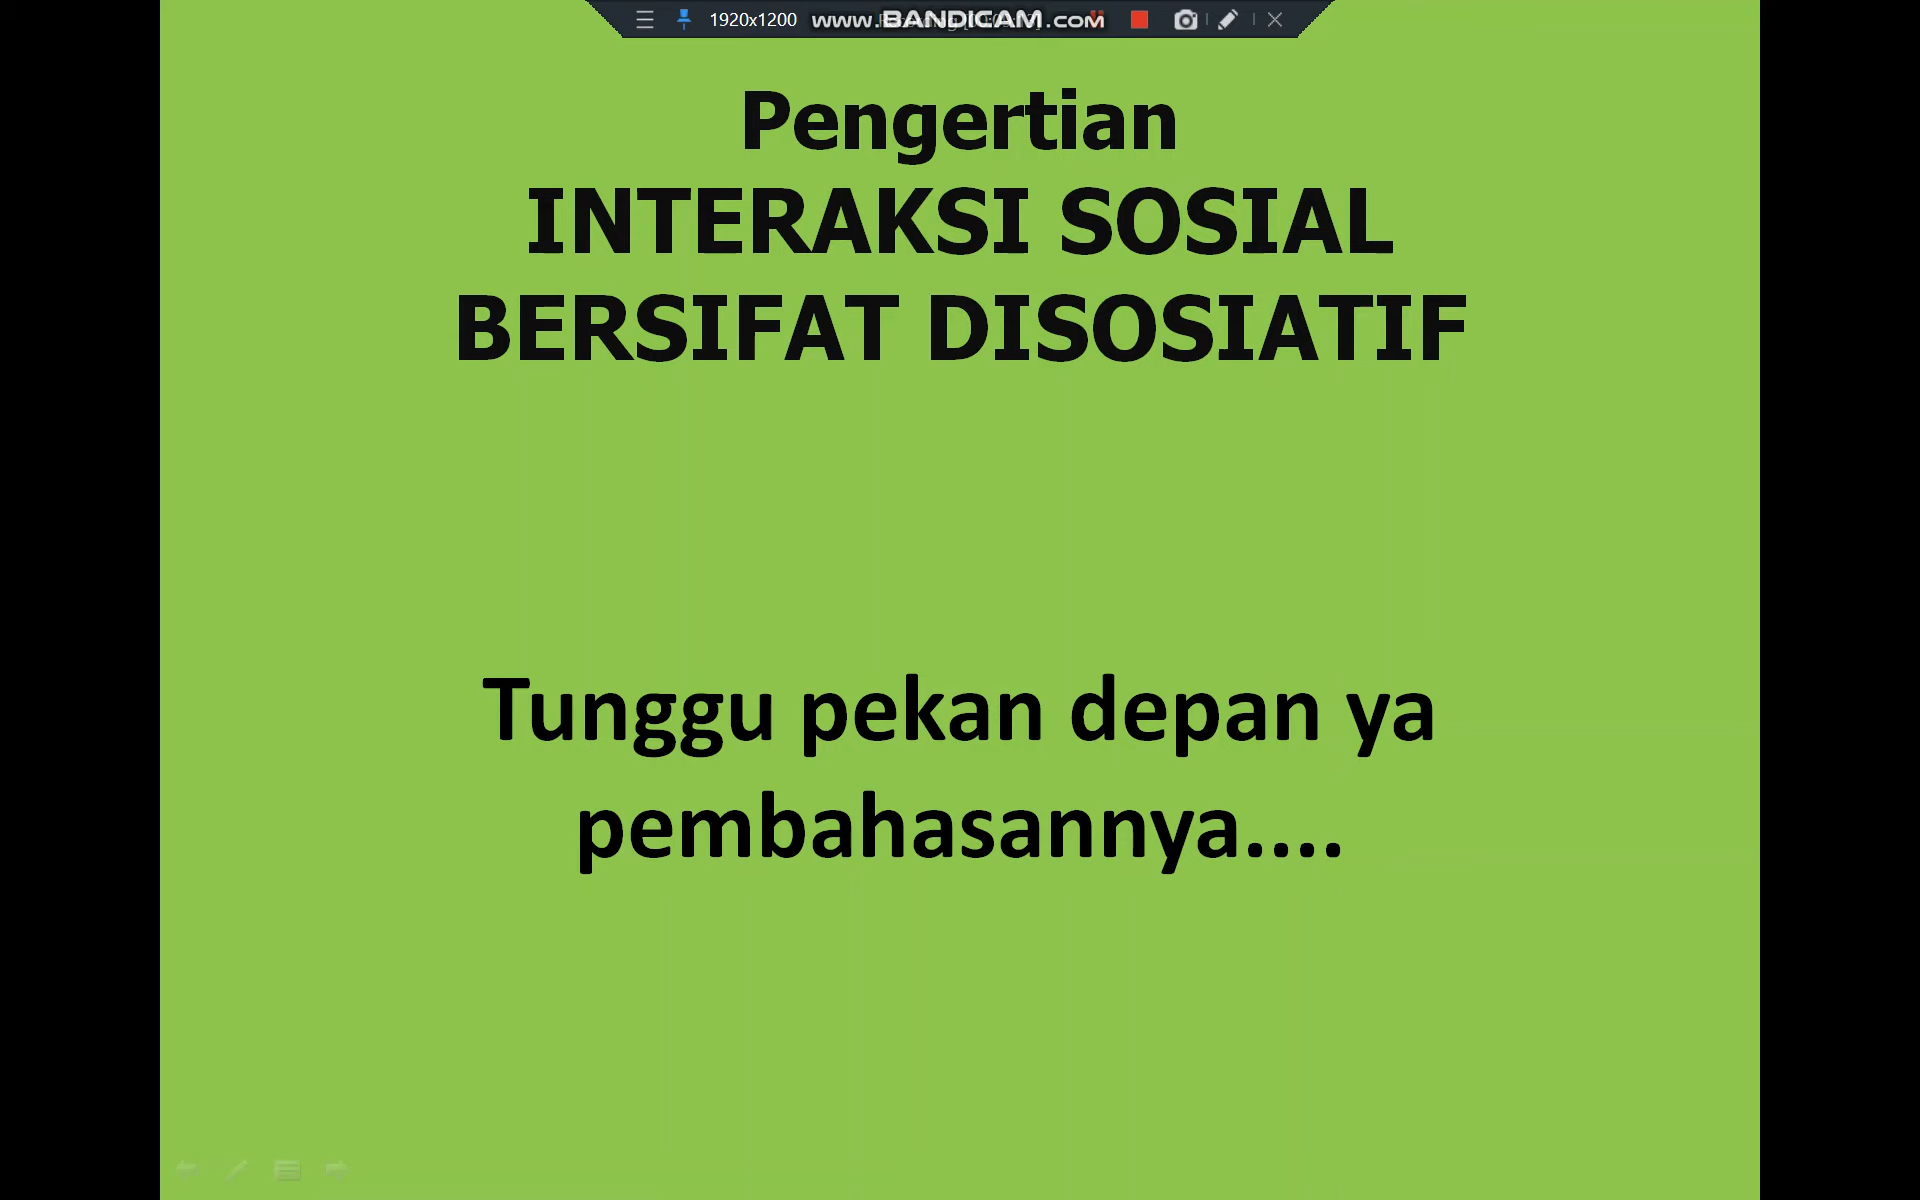 1920x1200 www.BANDICAM.com
Pengertian
INTERAKSI SOSIAL
BERSIFAT DISOSIATIF
Tunggu pekan depan ya
pembahasannya....